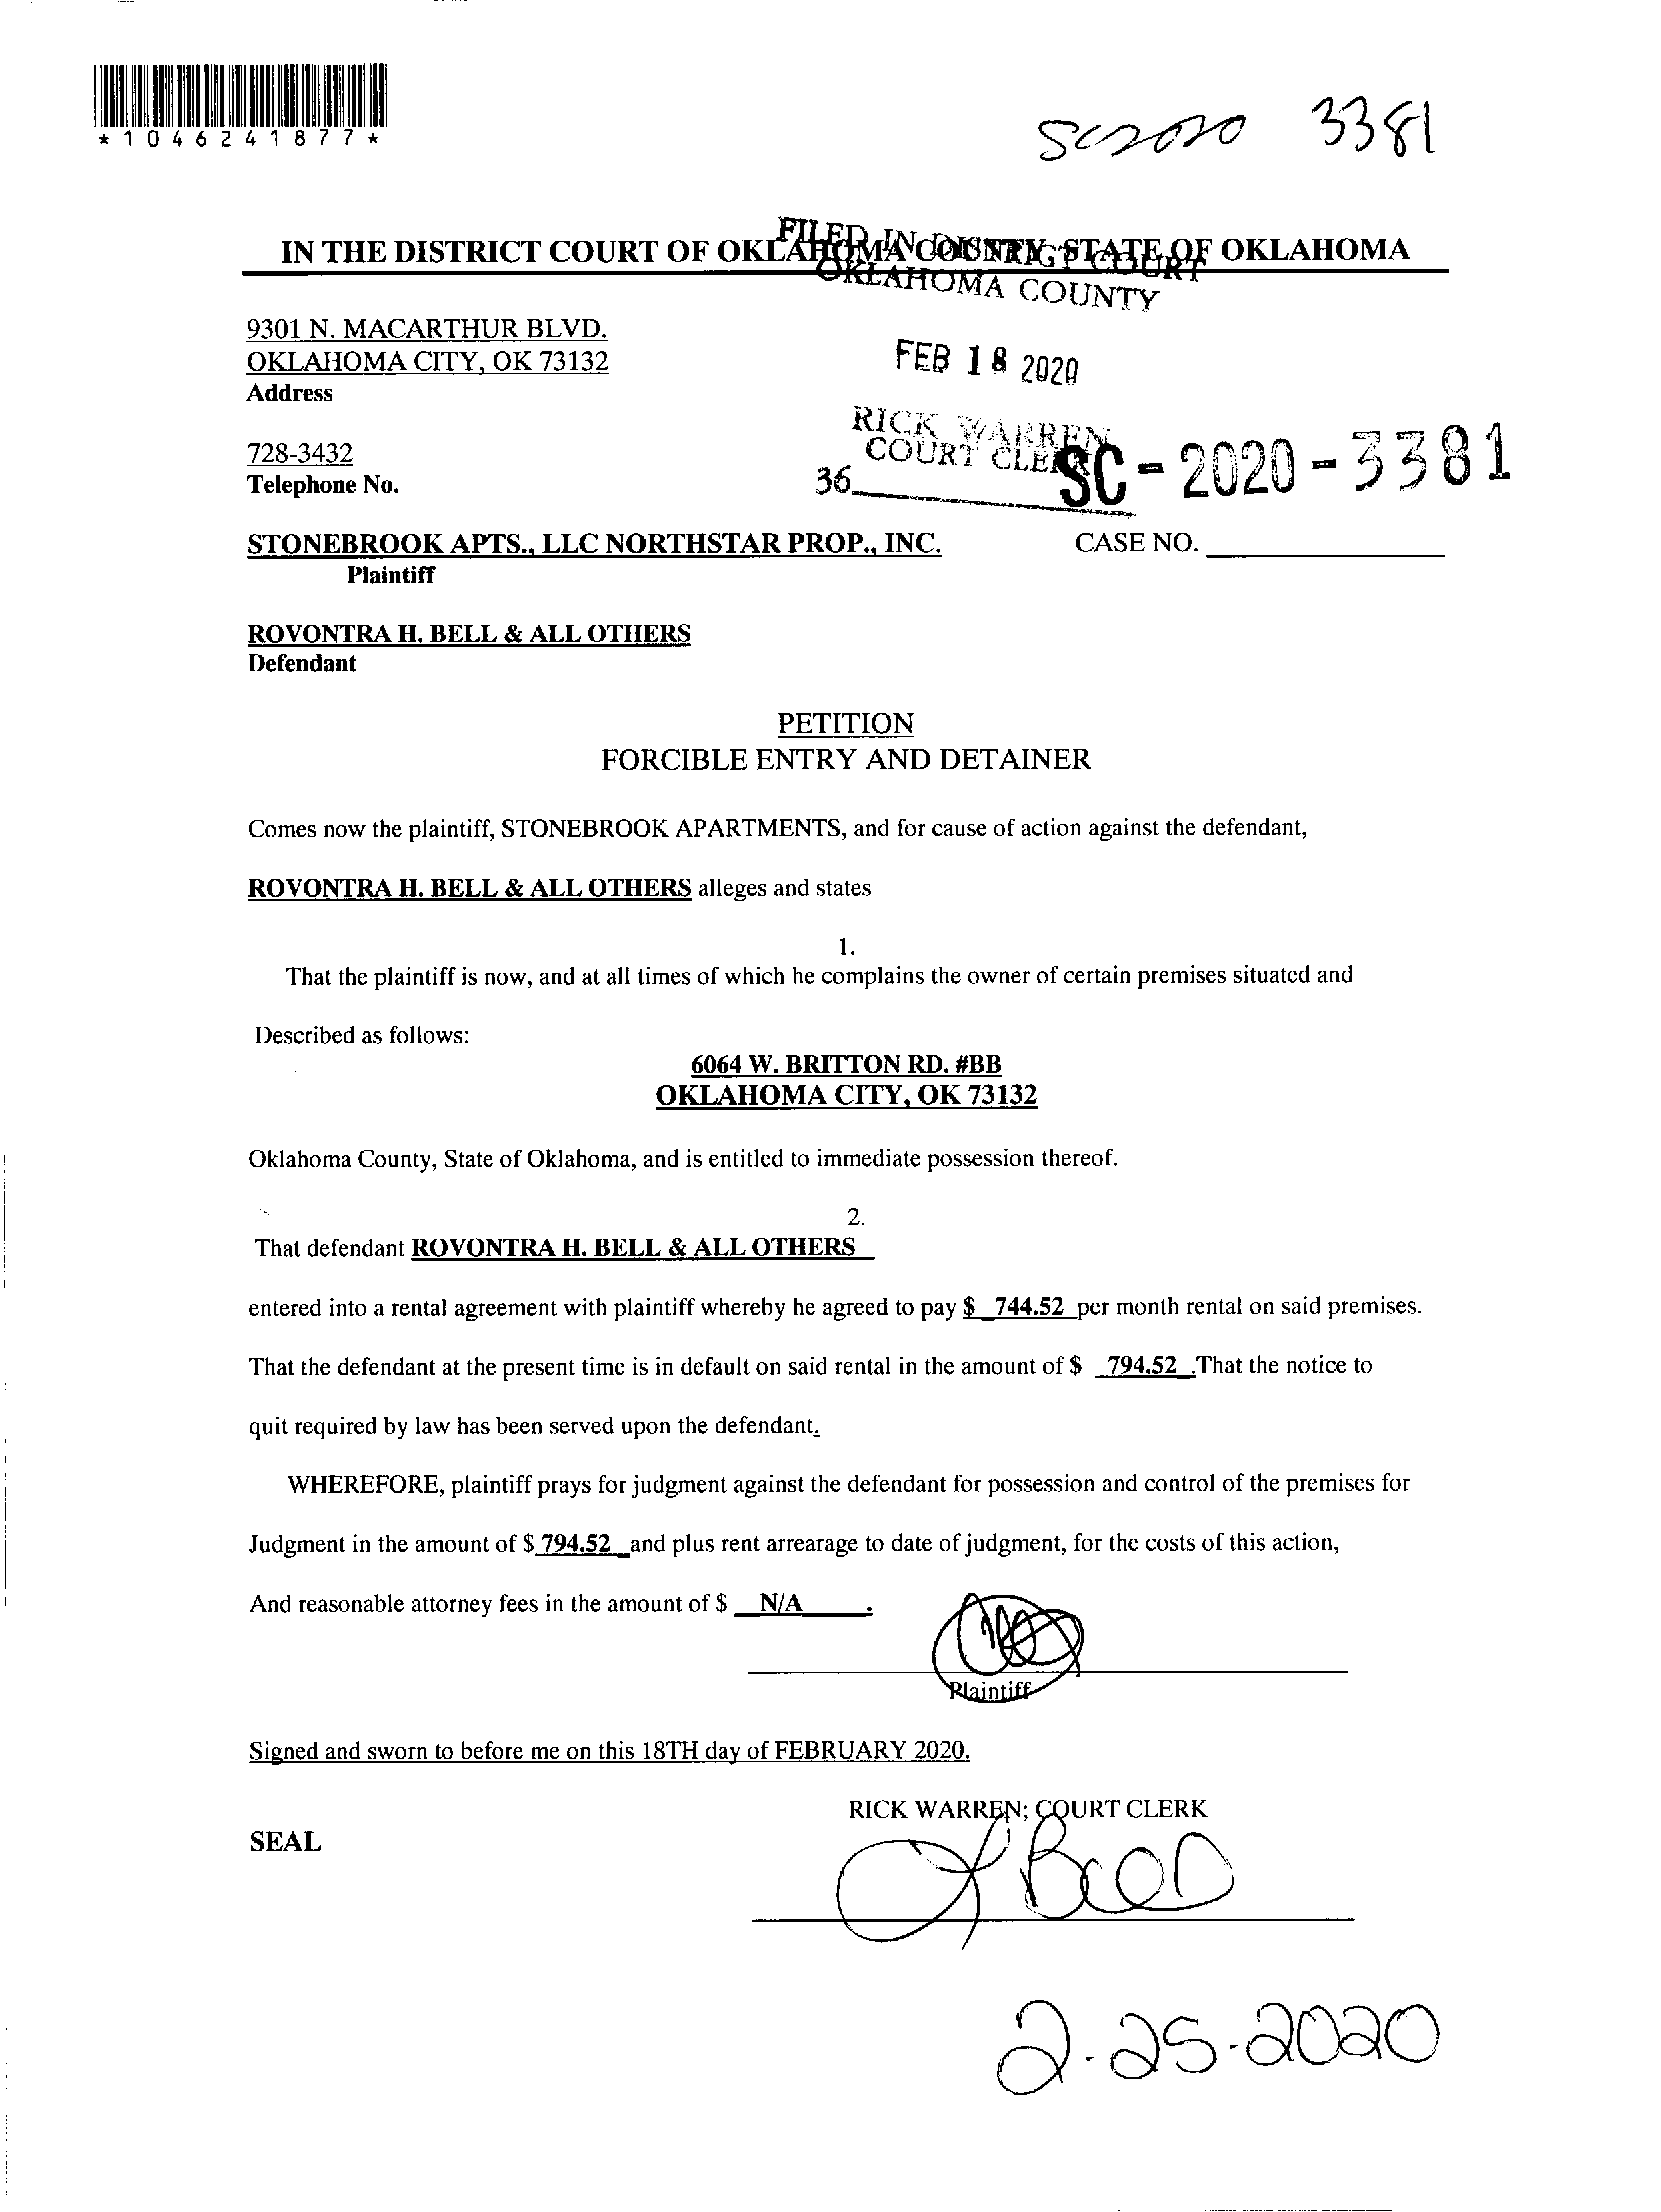 *1046241877*
SC2020 3381
IN THE DISTRICT COURT OF OKLAHOMA COUNTY, STATE OF OKLAHOMA
FILED IN DISTRICT COURT
OKLAHOMA COUNTY
9301 N. MACARTHUR BLVD.
OKLAHOMA CITY, OK 73132
Address
FEB 18 2020
728-3432
Telephone No.
RICK WARREN
COURT CLERK
36
SC - 2020 - 3381
STONEBROOK APTS., LLC NORTHSTAR PROP., INC. CASE NO.
Plaintiff
ROVONTRA H. BELL & ALL OTHERS
Defendant
PETITION
FORCIBLE ENTRY AND DETAINER
Comes now the plaintiff, STONEBROOK APARTMENTS, and for cause of action against the defendant,
ROVONTRA H. BELL & ALL OTHERS alleges and states
1.
That the plaintiff is now, and at all times of which he complains the owner of certain premises situated and
Described as follows:
6064 W. BRITTON RD. #BB
OKLAHOMA CITY, OK 73132
Oklahoma County, State of Oklahoma, and is entitled to immediate possession thereof.
2.
That defendant ROVONTRA H. BELL & ALL OTHERS
entered into a rental agreement with plaintiff whereby he agreed to pay $ 744.52 per month rental on said premises.
That the defendant at the present time is in default on said rental in the amount of $ 794.52 .That the notice to
quit required by law has been served upon the defendant.
WHEREFORE, plaintiff prays for judgment against the defendant for possession and control of the premises for
Judgment in the amount of $ 794.52 and plus rent arrearage to date of judgment, for the costs of this action,
And reasonable attorney fees in the amount of $ N/A .
Plaintiff
Signed and sworn to before me on this 18TH day of FEBRUARY 2020.
RICK WARREN; COURT CLERK
SEAL
2-25-2020